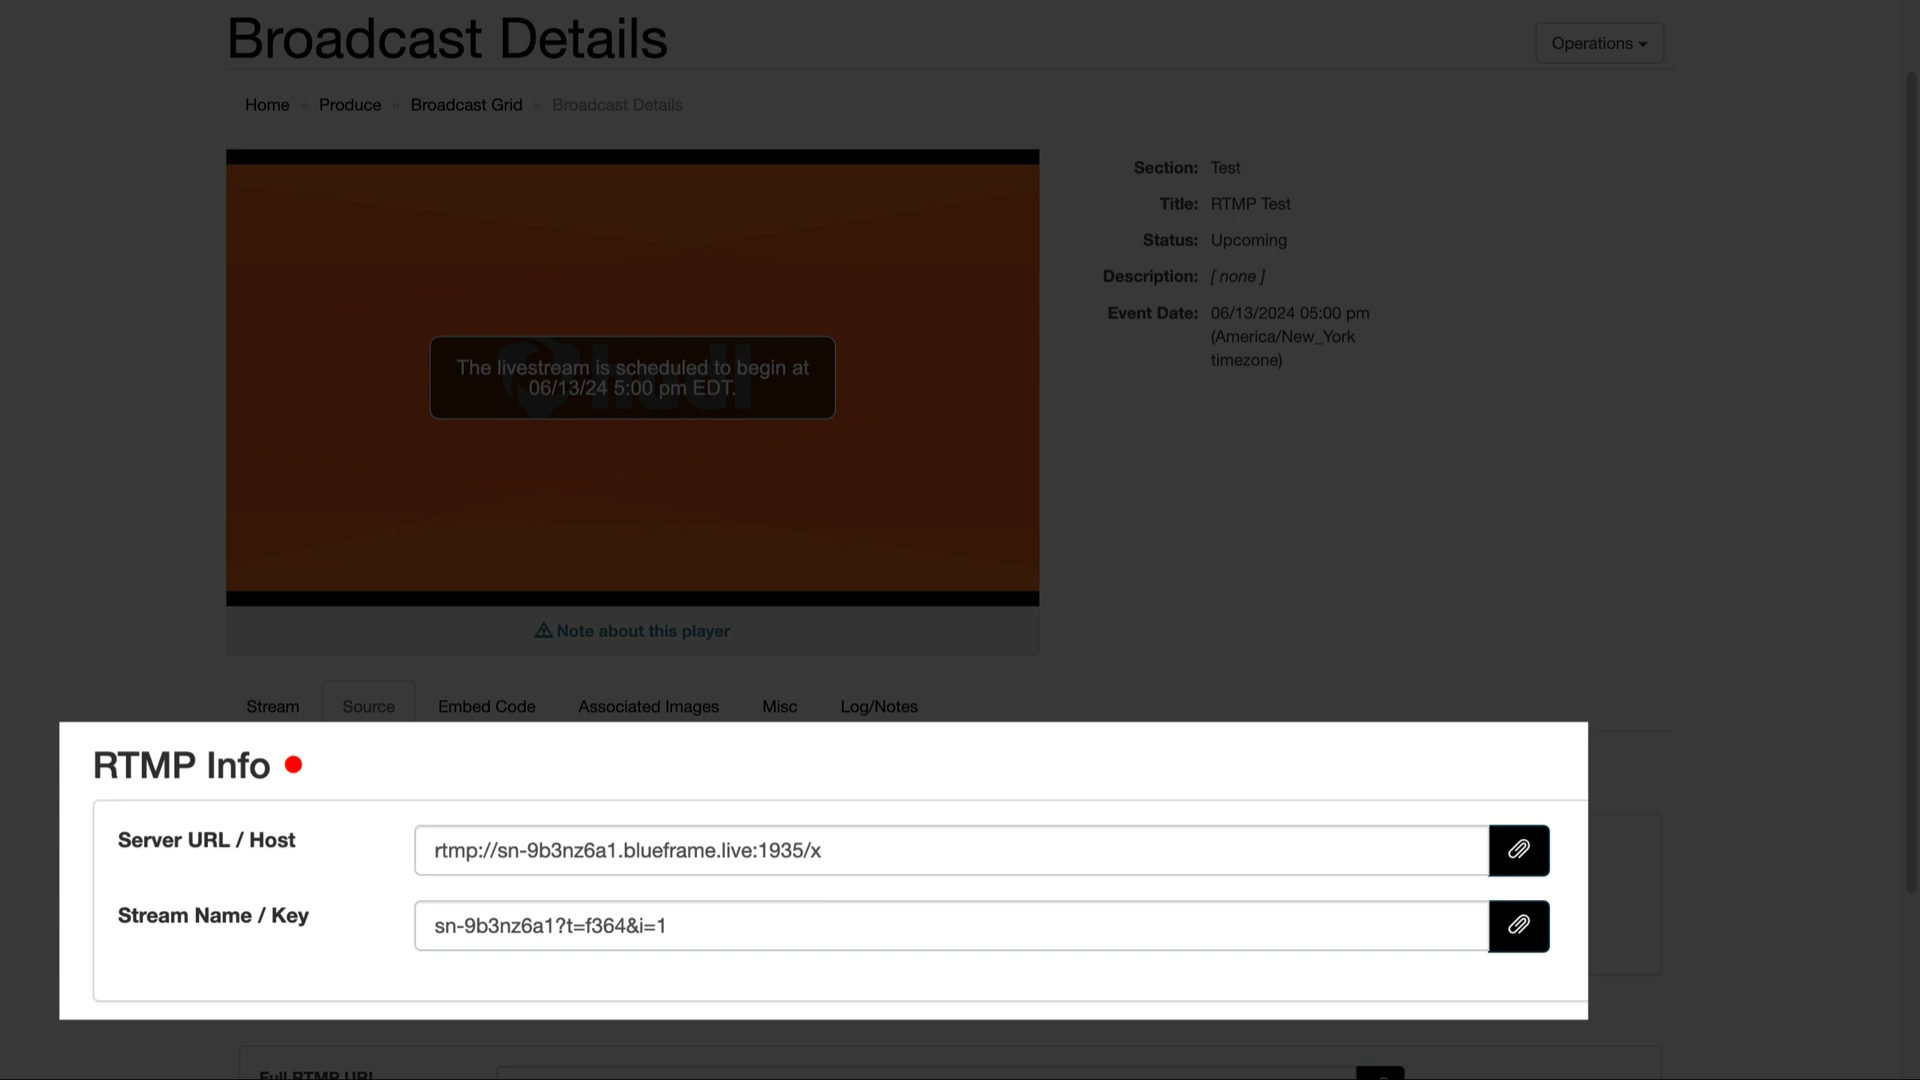 Broadcast Details
Operations
Home » Produce » Broadcast Grid » Broadcast Details
Section: Test
Title: RTMP Test
Status: Upcoming
Description: [ none ]
Event Date: 06/13/2024 05:00 pm
(America/New_York
timezone)
The livestream is scheduled to begin at
06/13/24 5:00 pm EDT.
Note about this player
Stream Source Embed Code Associated Images Misc Log/Notes
RTMP Info
Server URL / Host rtmp://sn-9b3nz6a1.blueframe.live:1935/x
Stream Name / Key sn-9b3nz6a1?t=f364&i=1
Full RTMP URL